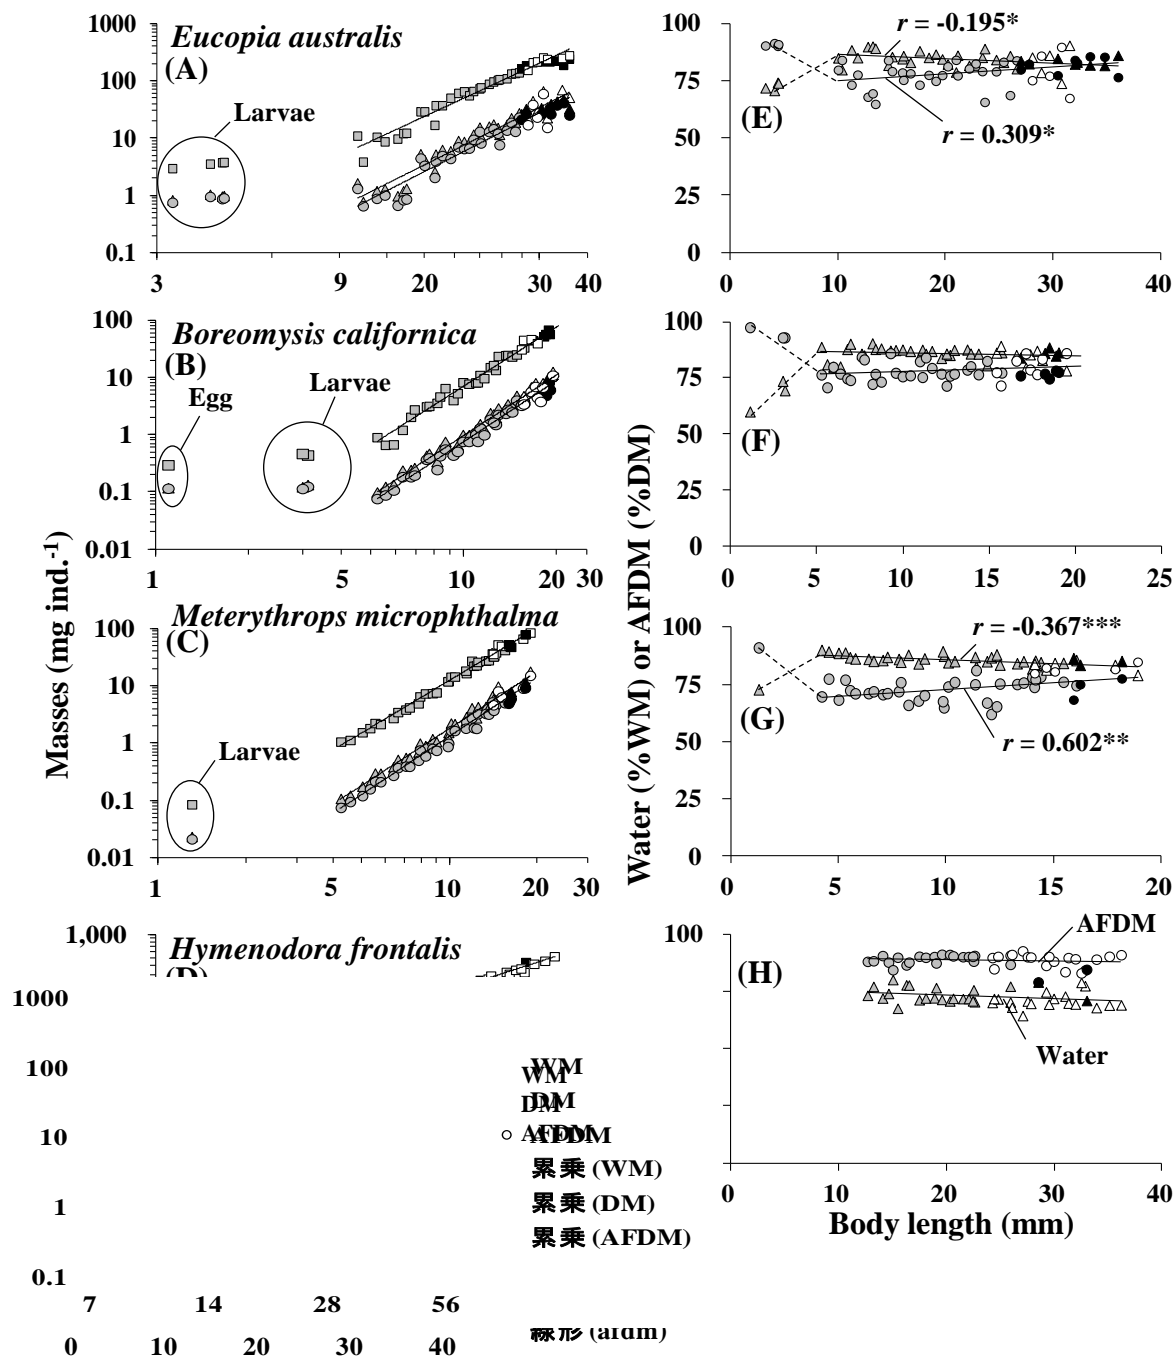 Eucopia australis
(A)
1000
100
10
1
0.1
Larvae
3
9
20
30
40
Boreomysis californica
(B)
100
10
1
0.1
0.01
Egg
Larvae
1
5
10
20
30
Meterythrops microphthalma
(C)
100
10
1
0.1
0.01
Larvae
1
5
10
20
30
Masses (mg ind.-1)
Hymenodora frontalis
1,000
1000
100
10
1
0.1
7
14
28
56
0
10
20
30
40
WM
DM
AFDM
WM
DM
AFDM
累乗 (WM)
累乗 (DM)
累乗 (AFDM)
線形 (afdm)
100
75
50
25
0
r = -0.195*
(E)
r = 0.309*
0
10
20
30
40
100
75
50
25
0
(F)
0
5
10
15
20
25
100
75
50
25
0
r = -0.367***
(G)
r = 0.602**
0
5
10
15
20
Water (%WM) or AFDM (%DM)
100
AFDM
(H)
Water
0
10
20
30
40
Body length (mm)